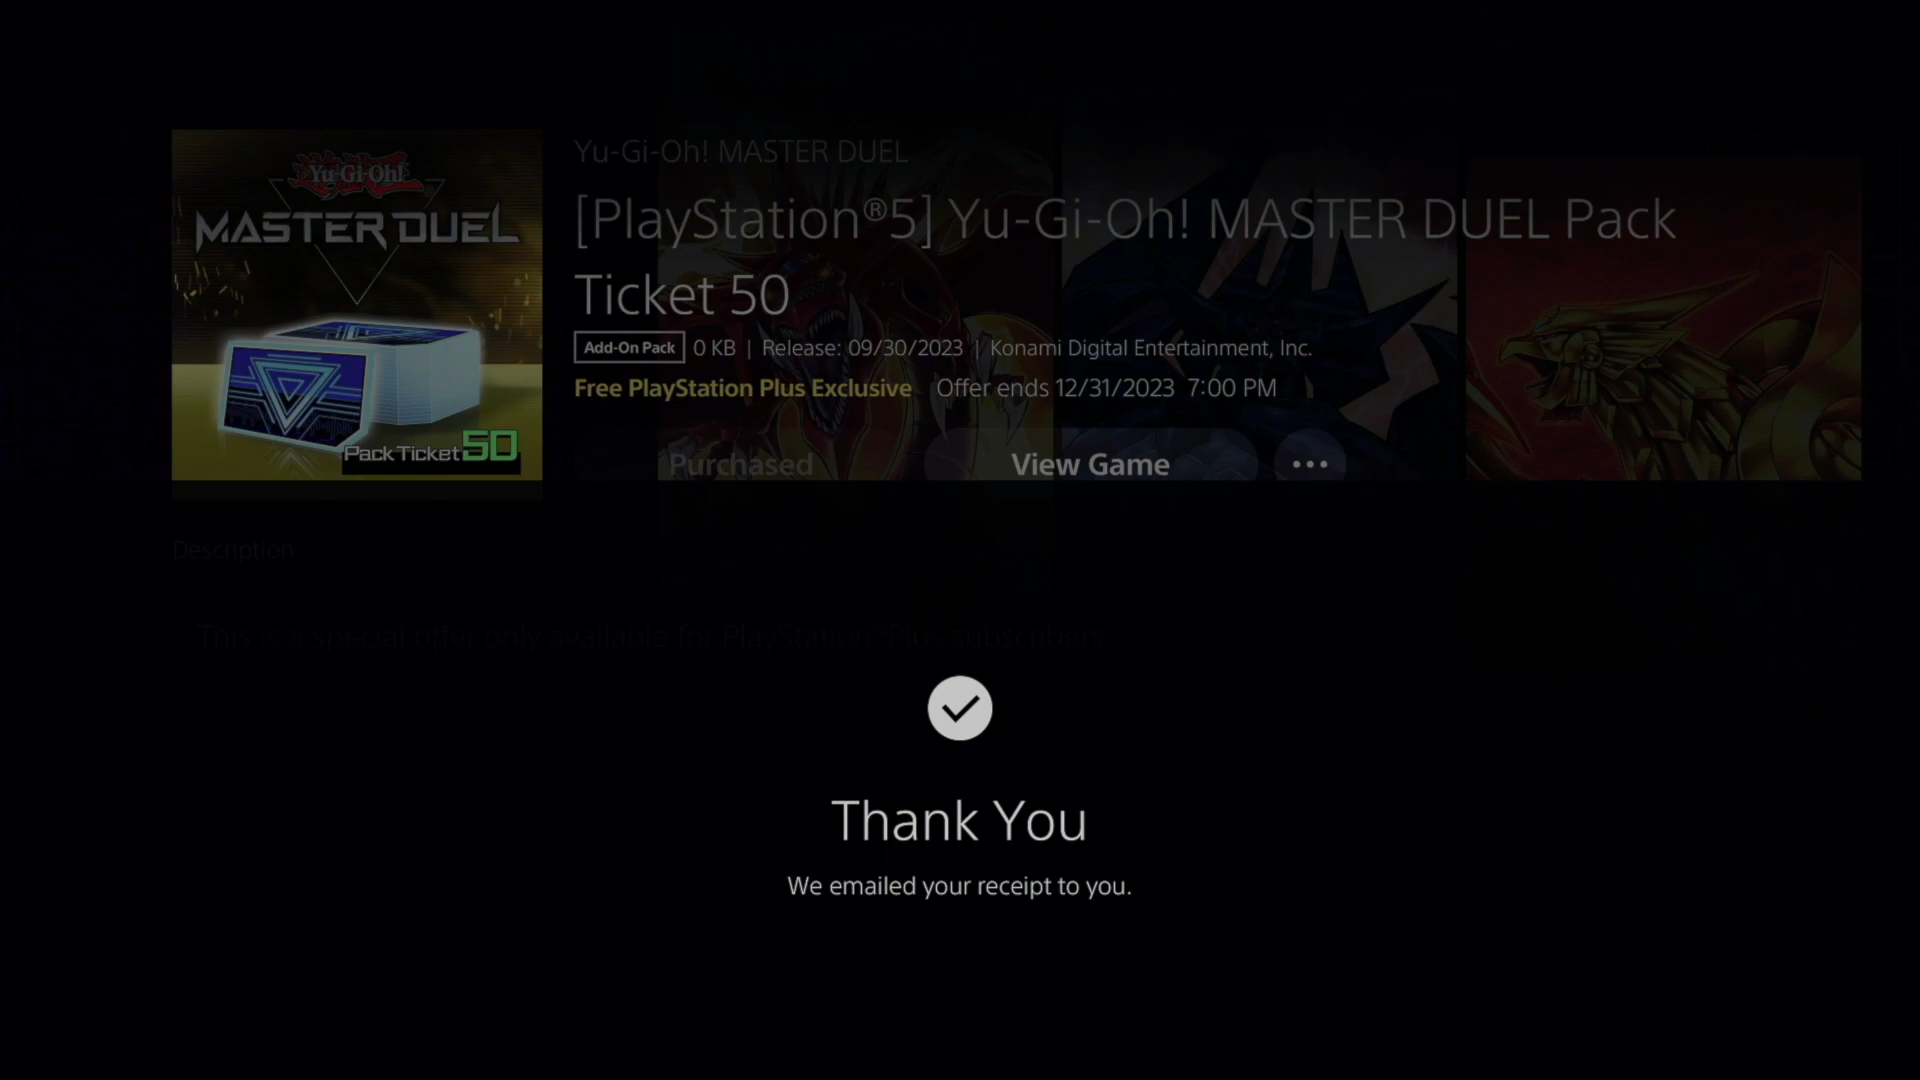 Yu-Gi-Oh!
MASTER DUEL
Pack Ticket 50
Yu-Gi-Oh! MASTER DUEL
[PlayStation®5] Yu-Gi-Oh! MASTER DUEL Pack
Ticket 50
Add-On Pack 0 KB | Release: 09/30/2023 | Konami Digital Entertainment, Inc.
Free PlayStation Plus Exclusive Offer ends 12/31/2023 7:00 PM
Purchased View Game
Description
This is a special offer only available for PlayStation®Plus subscribers.
Thank You
We emailed your receipt to you.